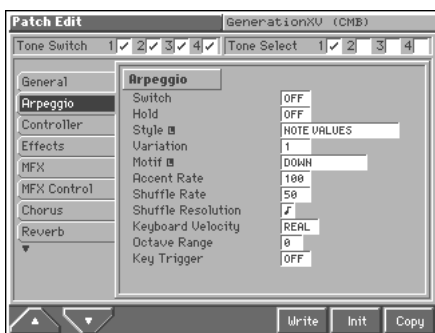 Patch Edit GenerationXV (CMB)
Tone Switch 1 2 3 4 Tone Select 1 2 3 4
General
Arpeggio
Controller
Effects
MFX
MFX Control
Chorus
Reverb
Arpeggio
Switch OFF
Hold OFF
Style NOTE VALUES
Variation 1
Motif DOWN
Accent Rate 100
Shuffle Rate 50
Shuffle Resolution
Keyboard Velocity REAL
Octave Range 0
Key Trigger OFF
Write Init Copy